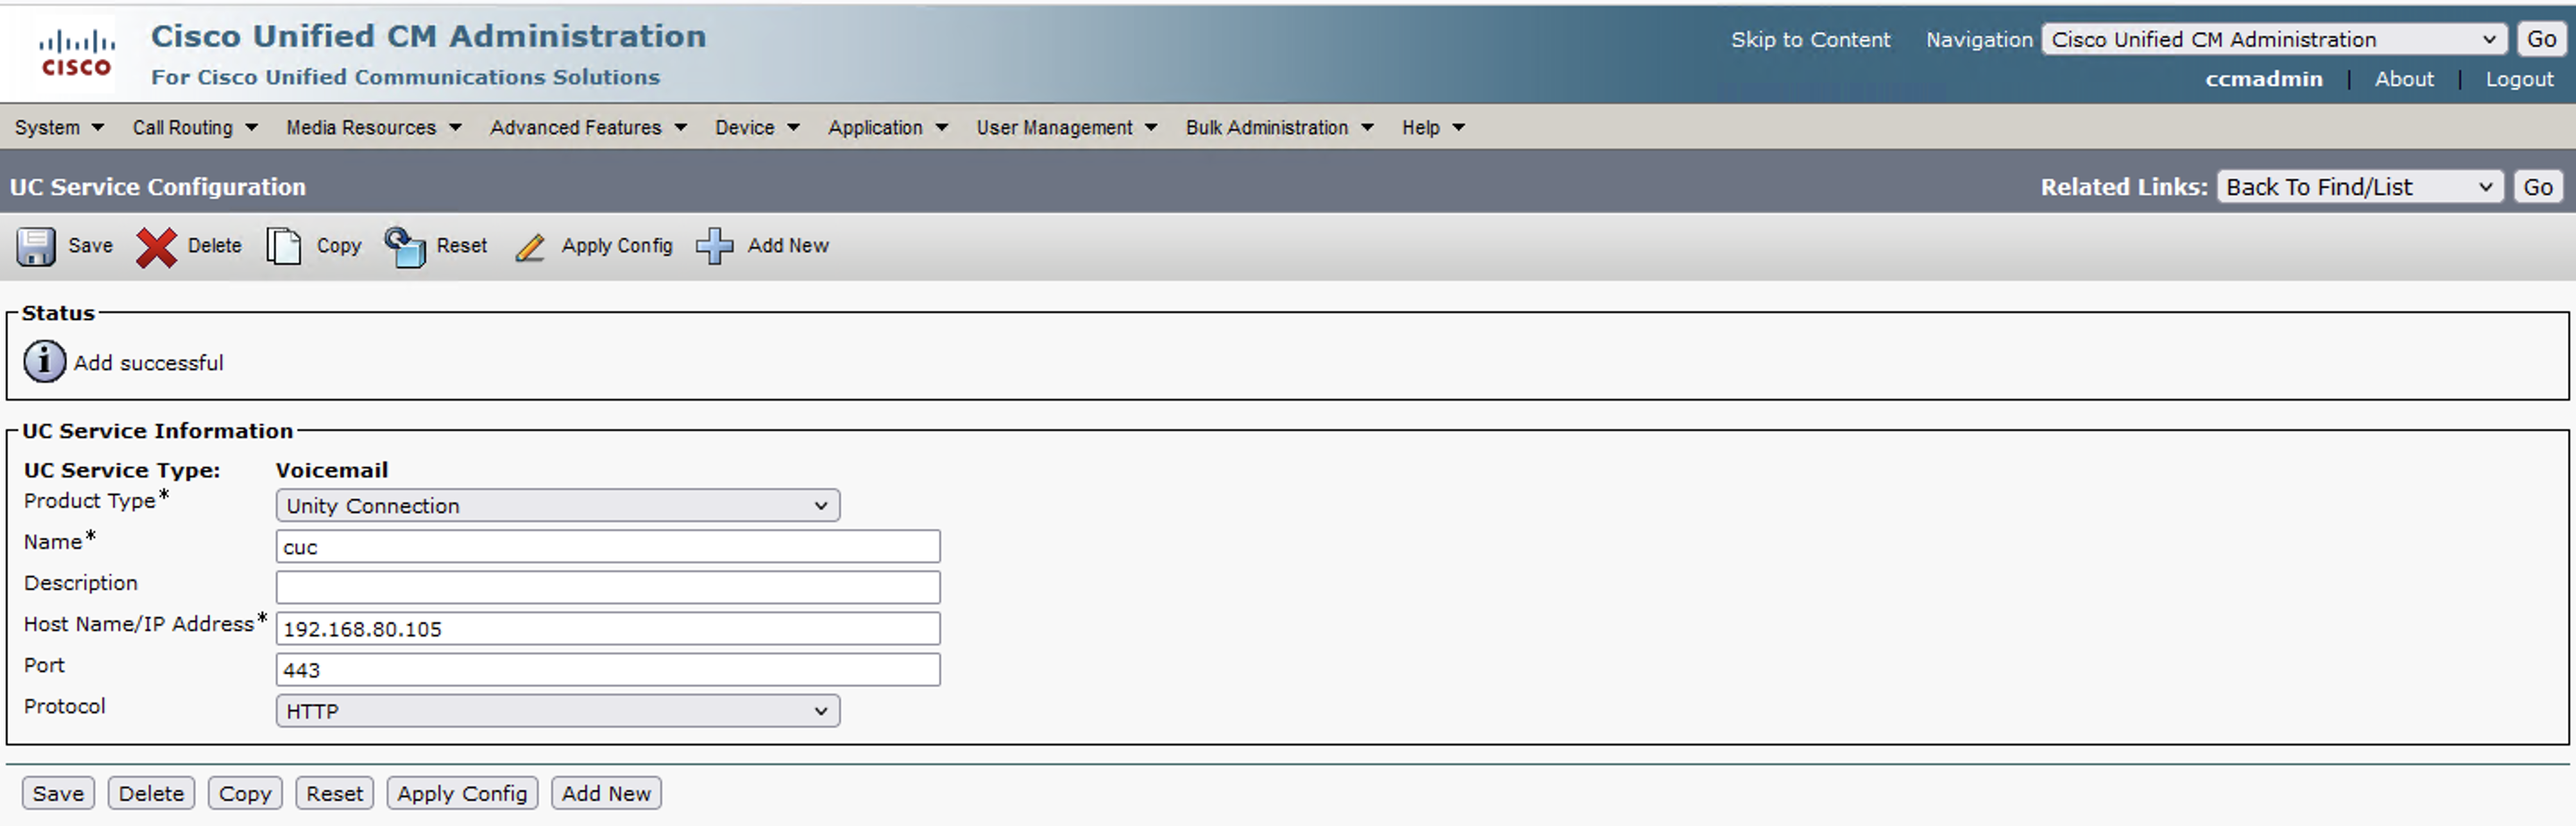 Cisco Unified CM Administration
For Cisco Unified Communications Solutions
CISCO
Skip to Content Navigation Cisco Unified CM Administration Go
ccmadmin | About | Logout
System Call Routing Media Resources Advanced Features Device Application User Management Bulk Administration Help
UC Service Configuration
Related Links: Back To Find/List Go
Save Delete Copy Reset Apply Config Add New
Status
Add successful
UC Service Information
UC Service Type: Voicemail
Product Type* Unity Connection
Name* cuc
Description
Host Name/IP Address* 192.168.80.105
Port 443
Protocol HTTP
Save Delete Copy Reset Apply Config Add New